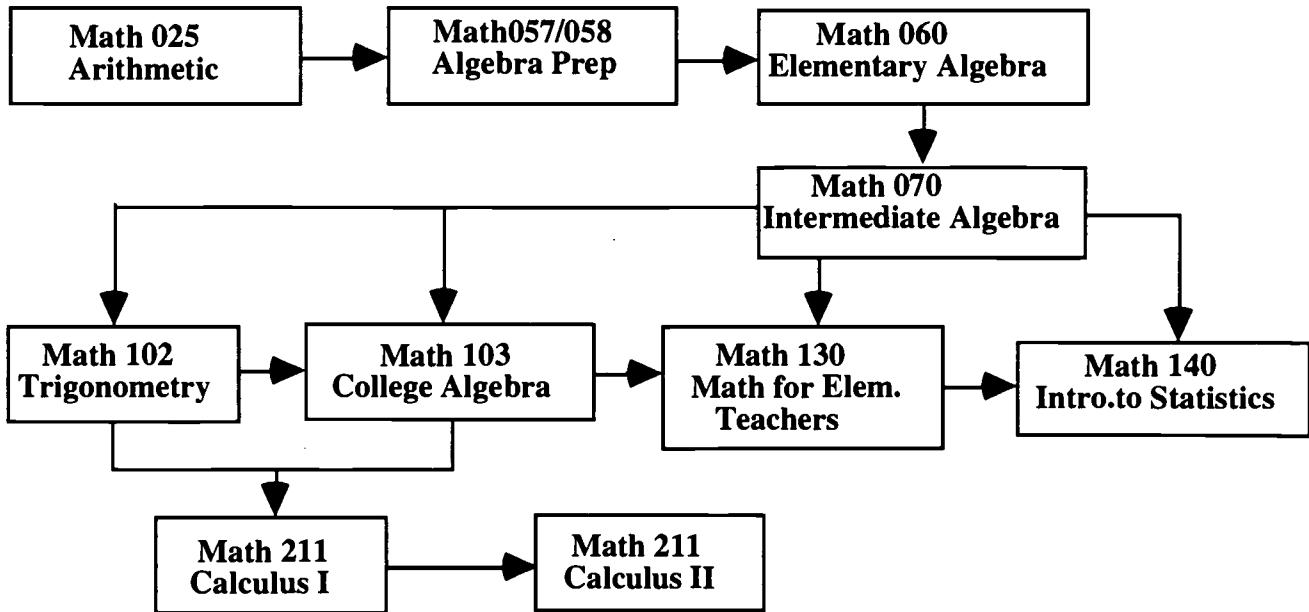 Math 025
Arithmetic
Math057/058
Algebra Prep
Math 060
Elementary Algebra
Math 070
Intermediate Algebra
Math 102
Trigonometry
Math 103
College Algebra
Math 130
Math for Elem.
Teachers
Math 140
Intro.to Statistics
Math 211
Calculus I
Math 211
Calculus II